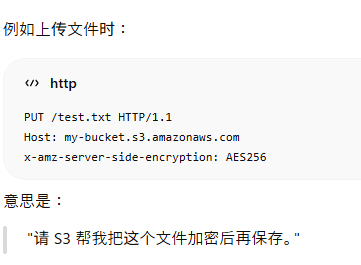 例如上传文件时：
</> http
PUT /test.txt HTTP/1.1
Host: my-bucket.s3.amazonaws.com
x-amz-server-side-encryption: AES256
意思是：
"请 S3 帮我把这个文件加密后再保存。"